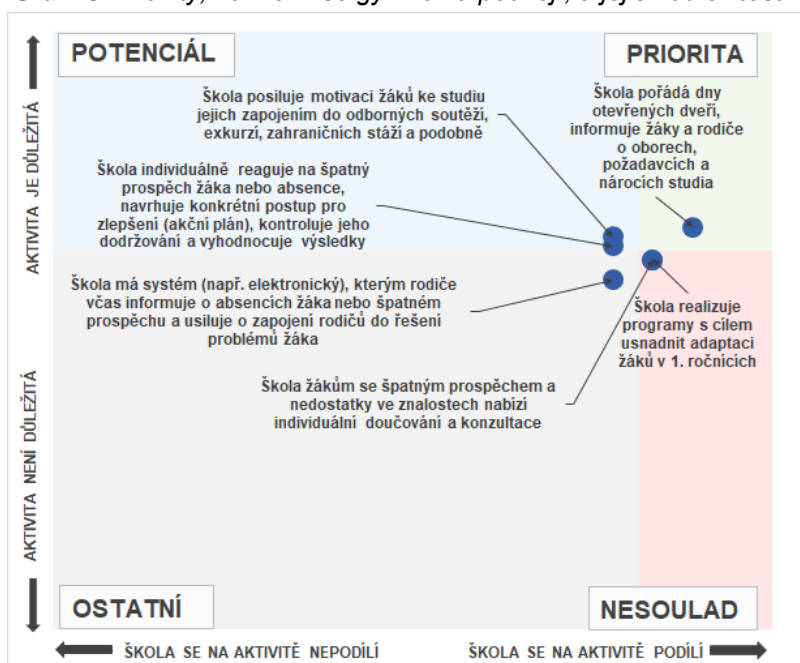 POTENCIÁL
PRIORITA
Škola posiluje motivaci žáků ke studiu
jejich zapojením do odborných soutěží,
exkurzí, zahraničních stáží a podobně
Škola pořádá dny
otevřených dveří,
informuje žáky a rodiče
o oborech,
požadavcích a
nárocích studia
Škola individuálně reaguje na špatný
prospěch žáka nebo absence,
navrhuje konkrétní postup pro
zlepšení (akční plán), kontroluje jeho
dodržování a vyhodnocuje výsledky
Škola má systém (např. elektronický), kterým rodiče
včas informuje o absencích žáka nebo špatném
prospěchu a usiluje o zapojení rodičů do řešení
problémů žáka
Škola realizuje
programy s cílem
usnadnit adaptaci
žáků v 1. ročnících
Škola žákům se špatným prospěchem a
nedostatky ve znalostech nabízí
individuální doučování a konzultace
AKTIVITA JE DŮLEŽITÁ
AKTIVITA NENÍ DŮLEŽITÁ
OSTATNÍ
NESOULAD
ŠKOLA SE NA AKTIVITĚ NEPODÍLÍ
ŠKOLA SE NA AKTIVITĚ PODÍLÍ